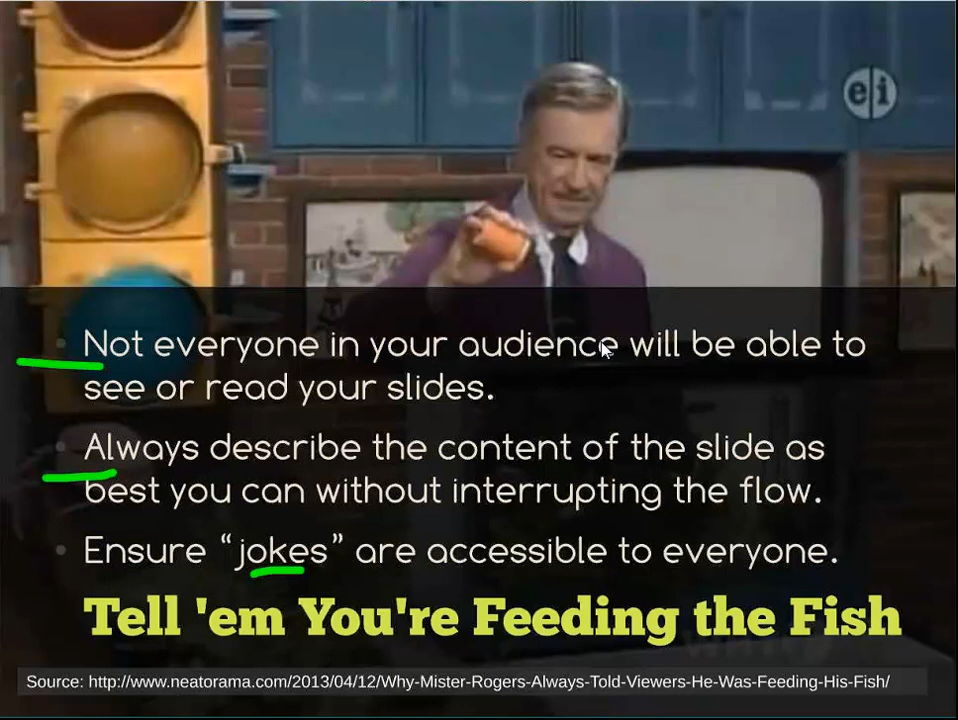 e i
Not everyone in your audience will be able to
see or read your slides.
Always describe the content of the slide as
best you can without interrupting the flow.
Ensure “jokes” are accessible to everyone.
Tell 'em You're Feeding the Fish
Source: http://www.neatorama.com/2013/04/12/Why-Mister-Rogers-Always-Told-Viewers-He-Was-Feeding-His-Fish/